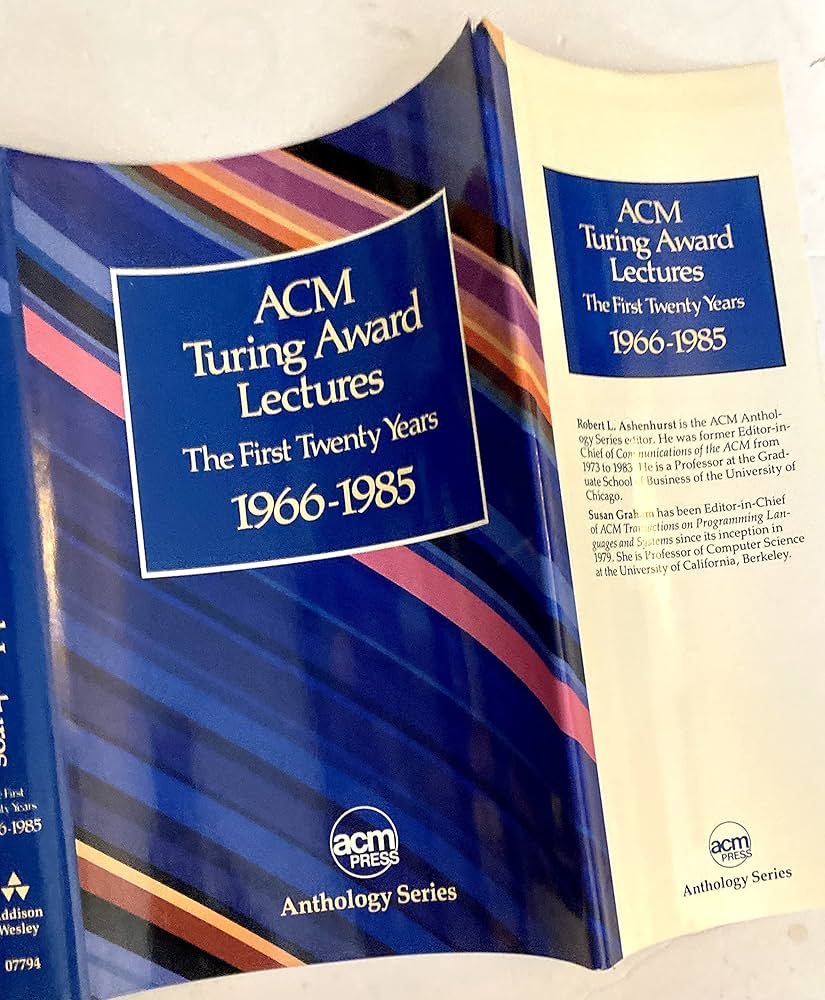 ACM
Turing Award
Lectures
The First Twenty Years
1966-1985
acm
PRESS
Anthology Series
ACM
Turing Award
Lectures
The First Twenty Years
1966-1985
Robert L. Ashenhurst is the ACM Anthol-
ogy Series editor. He was former Editor-in-
Chief of Communications of the ACM from
1973 to 1983. He is a Professor at the Grad-
uate School of Business of the University of
Chicago.
Susan Graham has been Editor-in-Chief
of ACM Transactions on Programming Lan-
guages and Systems since its inception in
1979. She is Professor of Computer Science
at the University of California, Berkeley.
acm
PRESS
Anthology Series
First
Years
6-1985
ddison
Wesley
07794